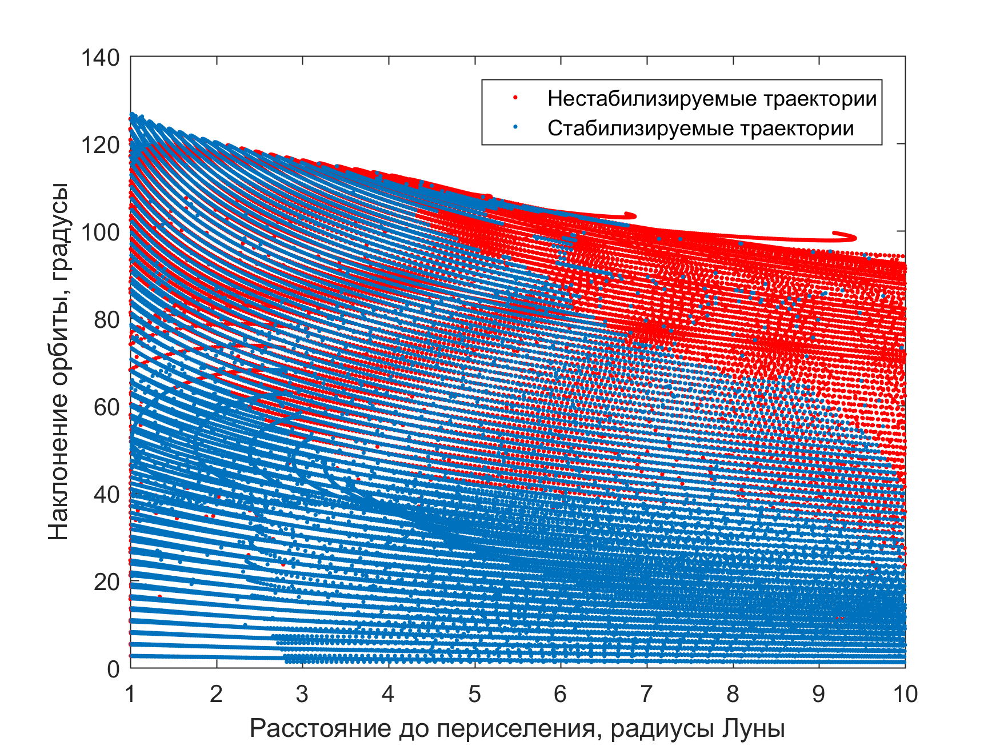 140
120
100
80
60
40
20
0
Наклонение орбиты, градусы
Нестабилизируемые траектории
Стабилизируемые траектории
1 2 3 4 5 6 7 8 9 10
Расстояние до периселения, радиусы Луны